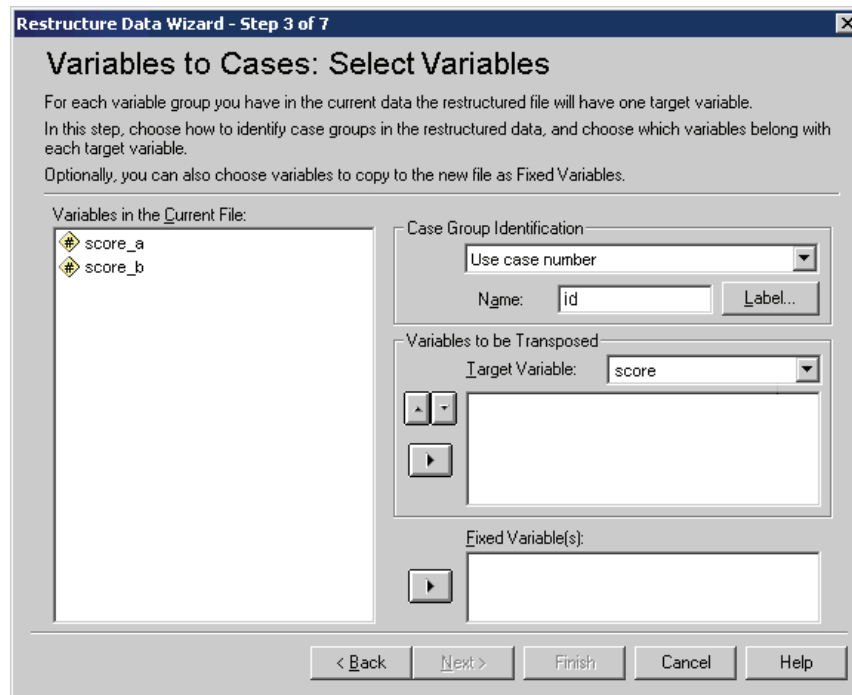 Restructure Data Wizard - Step 3 of 7
Variables to Cases: Select Variables
For each variable group you have in the current data the restructured file will have one target variable.
In this step, choose how to identify case groups in the restructured data, and choose which variables belong with
each target variable.
Optionally, you can also choose variables to copy to the new file as Fixed Variables.
Variables in the Current File:
score_a
score_b
Case Group Identification
Use case number
Name: id Label...
Variables to be Transposed
Target Variable: score
Fixed Variable(s):
< Back Next > Finish Cancel Help